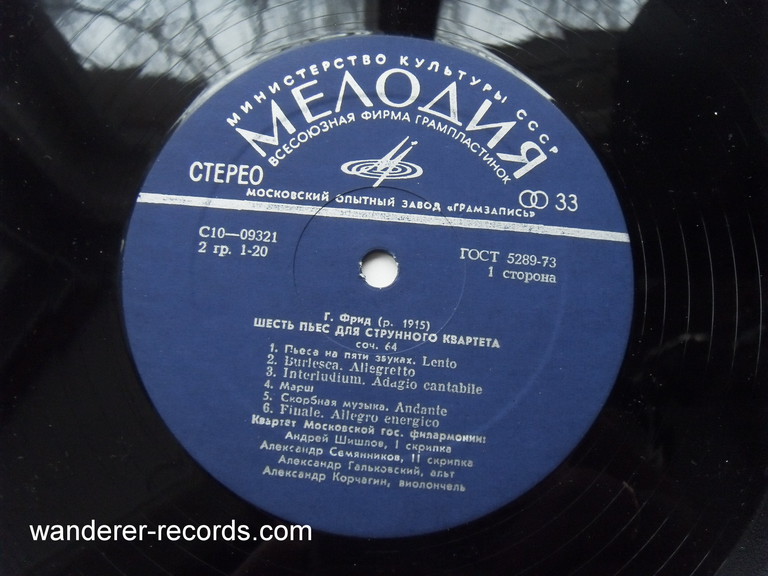 МИНИСТЕРСТВО КУЛЬТУРЫ СССР
МЕЛОДИЯ
ВСЕСОЮЗНАЯ ФИРМА ГРАМПЛАСТИНОК
СТЕРЕО
33
МОСКОВСКИЙ ОПЫТНЫЙ ЗАВОД «ГРАМЗАПИСЬ»
С10—09321
2 гр. 1-20
ГОСТ 5289-73
1 сторона
Г. Фрид (р. 1915)
ШЕСТЬ ПЬЕС ДЛЯ СТРУННОГО КВАРТЕТА
соч. 64
1. Пьеса на пяти звуках. Lento
2. Burlesca. Allegretto
3. Interludium. Adagio cantabile
4. Марш
5. Скорбная музыка. Andante
6. Finale. Allegro energico
Квартет Московской гос. филармонии:
Андрей Шишлов, I скрипка
Александр Семянников, II скрипка
Александр Гальковский, альт
Александр Корчагин, виолончель
wanderer-records.com